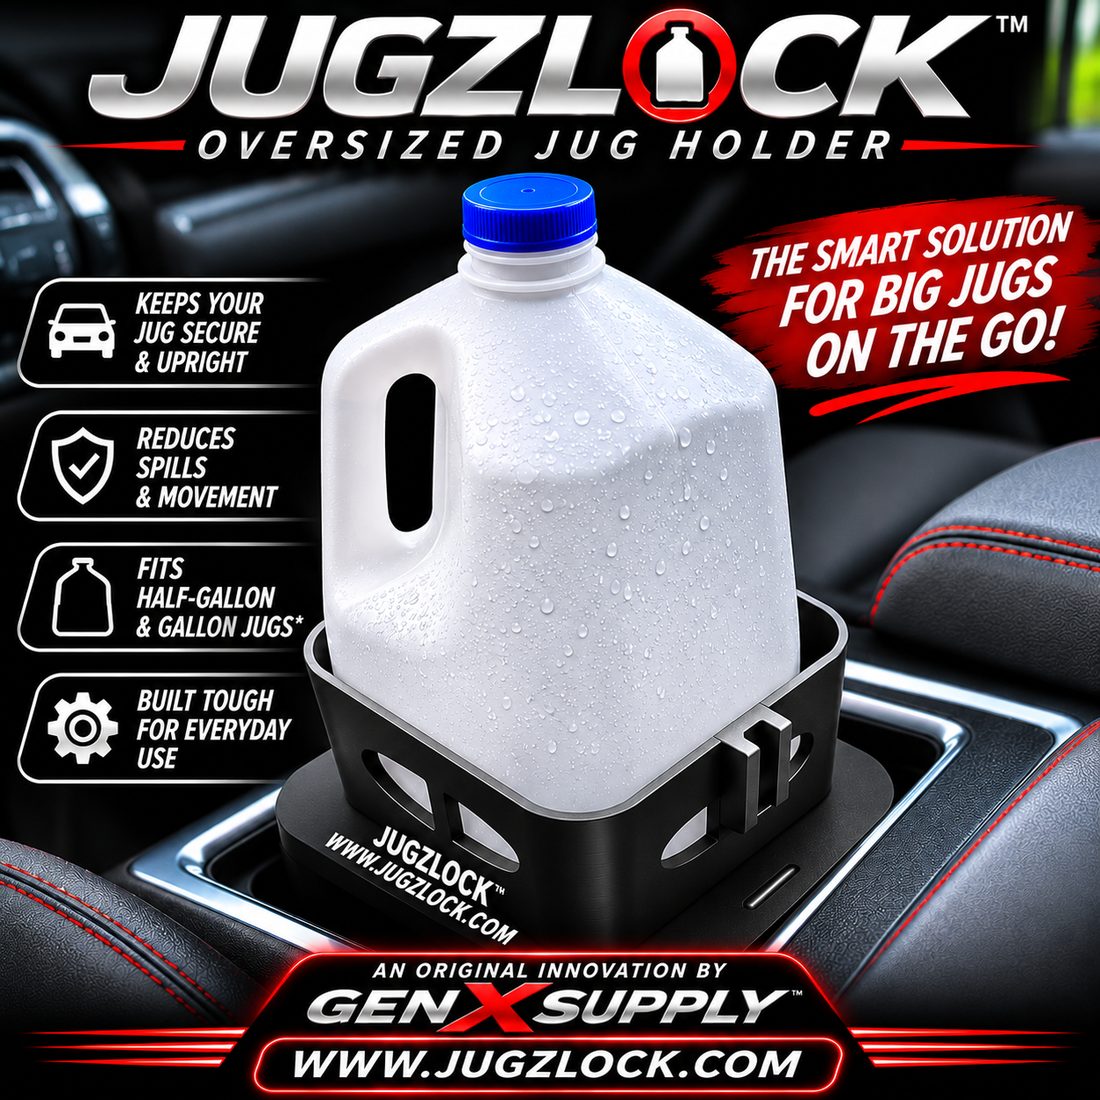 JUGZLOCK™
OVERSIZED JUG HOLDER
THE SMART SOLUTION
FOR BIG JUGS
ON THE GO!
KEEPS YOUR
JUG SECURE
& UPRIGHT
REDUCES
SPILLS
& MOVEMENT
FITS
HALF-GALLON
& GALLON JUGS*
BUILT TOUGH
FOR EVERYDAY
USE
JUGZLOCK™
WWW.JUGZLOCK.COM
AN ORIGINAL INNOVATION BY
GENXSUPPLY™
WWW.JUGZLOCK.COM